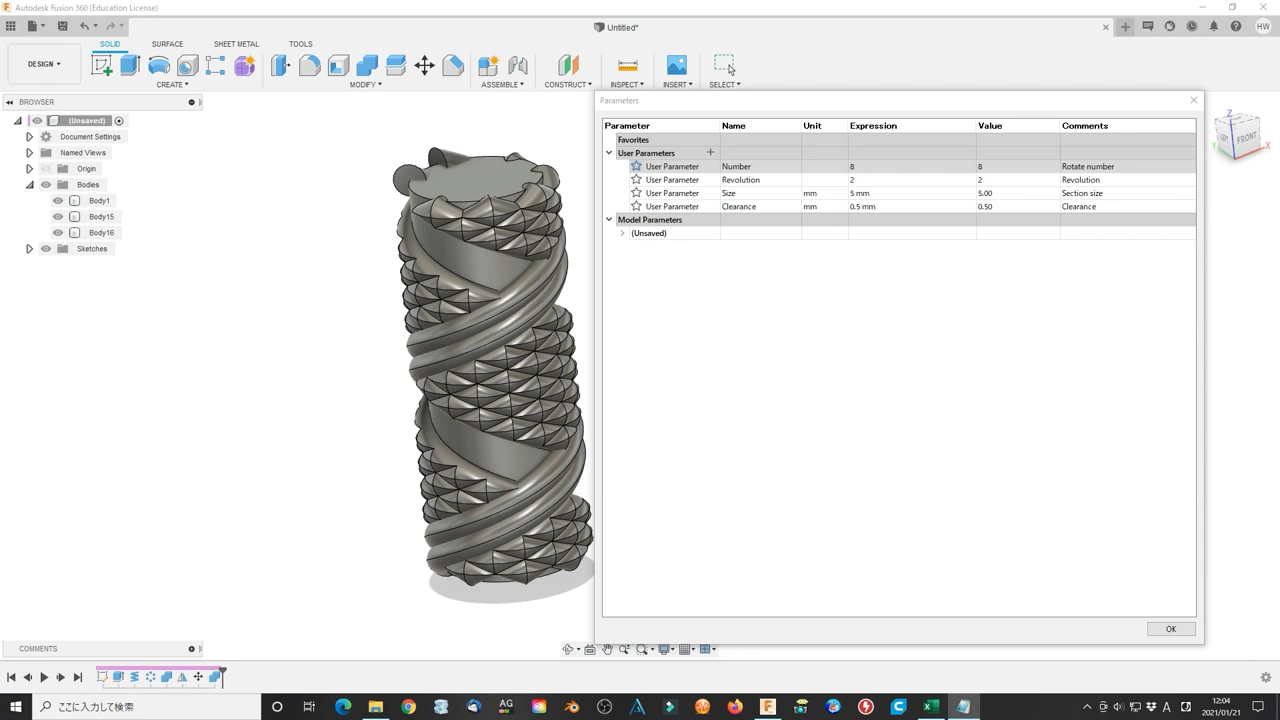 Autodesk Fusion 360 (Education License)
Untitled*
HW
DESIGN
SOLID SURFACE SHEET METAL TOOLS
CREATE MODIFY ASSEMBLE CONSTRUCT INSPECT INSERT SELECT
BROWSER
(Unsaved)
Document Settings
Named Views
Origin
Bodies
Body1
Body15
Body16
Sketches
Parameters
Parameter Name Unit Expression Value Comments
Favorites
User Parameters
User Parameter Number 8 8 Rotate number
User Parameter Revolution 2 2 Revolution
User Parameter Size mm 5 mm 5.00 Section size
User Parameter Clearance mm 0.5 mm 0.50 Clearance
Model Parameters
(Unsaved)
OK
Z
FRONT
X
Y
COMMENTS
ここに入力して検索
AG
A
12:04
2021/01/21